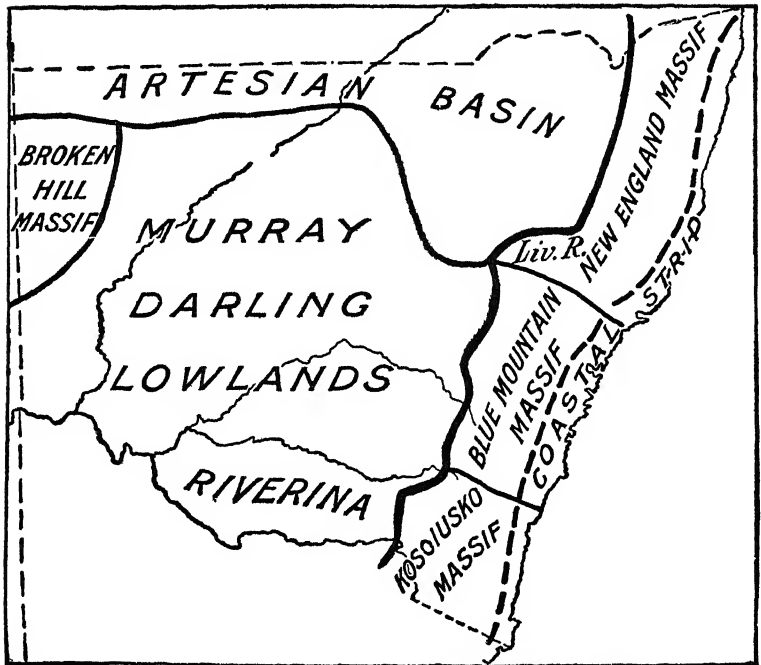 ARTESIAN BASIN
BROKEN
HILL
MASSIF
MURRAY
DARLING
LOWLANDS
RIVERINA
Liv. R.
NEW ENGLAND MASSIF
BLUE MOUNTAIN
MASSIF
COASTAL STRIP
KOSOIUSKO
MASSIF